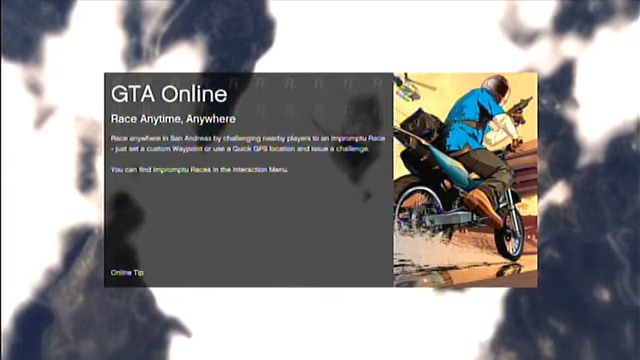 GTA Online
Race Anytime, Anywhere
Race anywhere in San Andreas by challenging nearby players to an Impromptu Race
- just set a custom Waypoint or use a Quick GPS location and issue a challenge.
You can find Impromptu Races in the Interaction Menu.
Online Tip